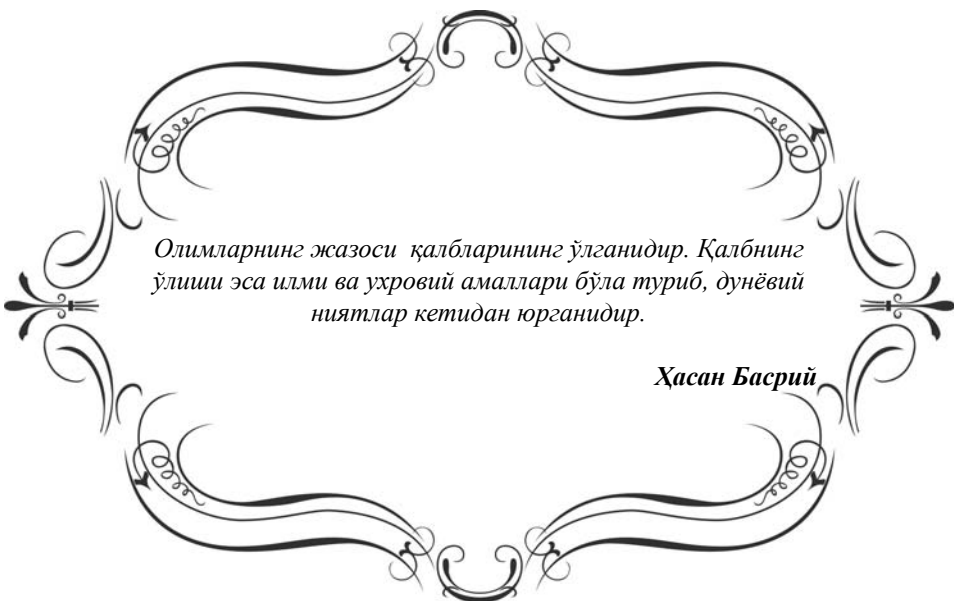 Олимларнинг жазоси қалбларининг ўлганидир. Қалбнинг
ўлиши эса илми ва ухровий амаллари бўла туриб, дунёвий
ниятлар кетидан юрганидир.
Ҳасан Басрий